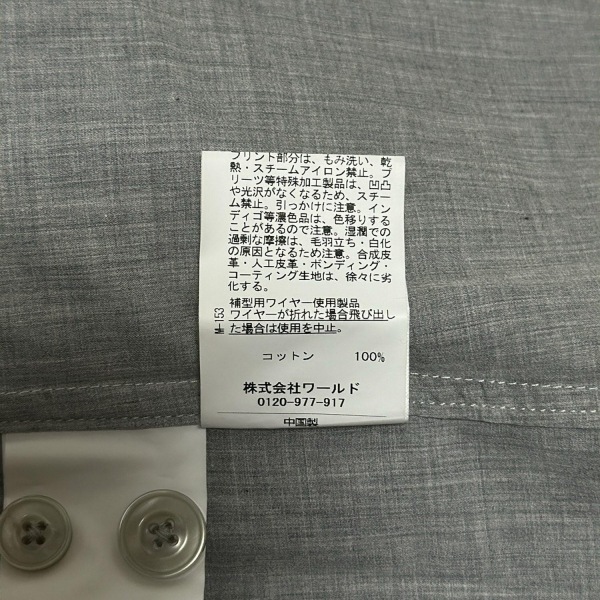 プリント部分は、もみ洗い、乾
熱・スチームアイロン禁止。プ
リーツ等特殊加工製品は、凹凸
や光沢がなくなるため、スチー
ム禁止。引っかけに注意。イン
ディゴ等濃色品は、色移りする
ことがあるので注意。湿潤での
過剰な摩擦は、毛羽立ち・白化
の原因となるため注意。合成皮
革・人工皮革・ボンディング・
コーティング生地は、徐々に劣
化する。
補型用ワイヤー使用製品
ワイヤーが折れた場合飛び出し
た場合は使用を中止。
コットン 100%
株式会社ワールド
0120-977-917
中国製